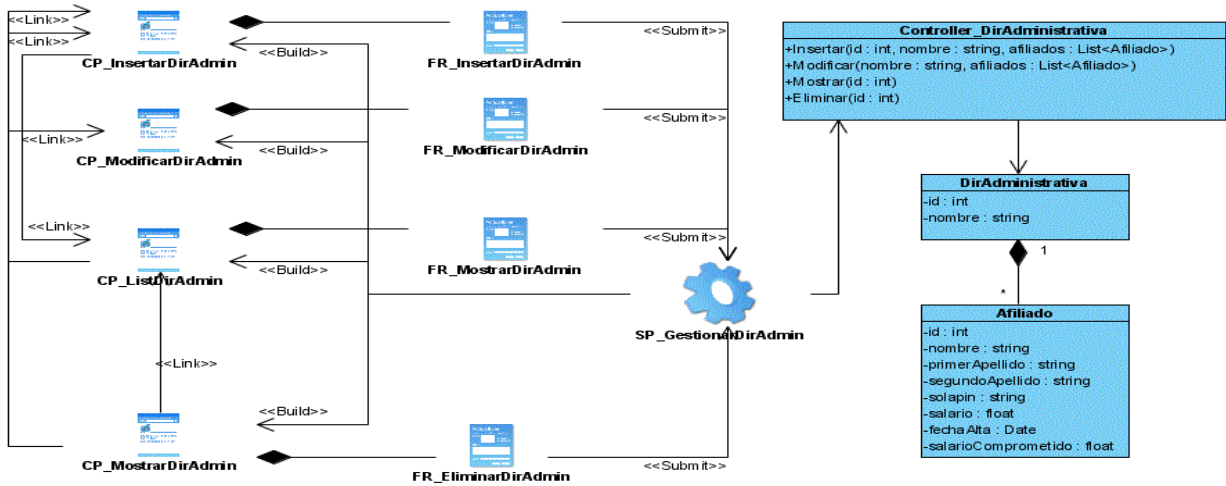 <<Link>>
<<Link>>
CP_InsertarDirAdmin
<<Build>>
FR_InsertarDirAdmin
<<Submit>>
<<Link>>
CP_ModificarDirAdmin
<<Build>>
FR_ModificarDirAdmin
<<Submit>>
<<Link>>
CP_ListDirAdmin
<<Build>>
FR_MostrarDirAdmin
<<Submit>>
SP_GestionarDirAdmin
<<Link>>
<<Build>>
CP_MostrarDirAdmin
FR_EliminarDirAdmin
<<Submit>>
Controller_DirAdministrativa
+Insertar(id : int, nombre : string, afiliados : List<Afiliado>)
+Modificar(nombre : string, afiliados : List<Afiliado>)
+Mostrar(id : int)
+Eliminar(id : int)
DirAdministrativa
-id : int
-nombre : string
1
*
Afiliado
-id : int
-nombre : string
-primerApellido : string
-segundoApellido : string
-solapin : string
-salario : float
-fechaAlta : Date
-salarioComprometido : float